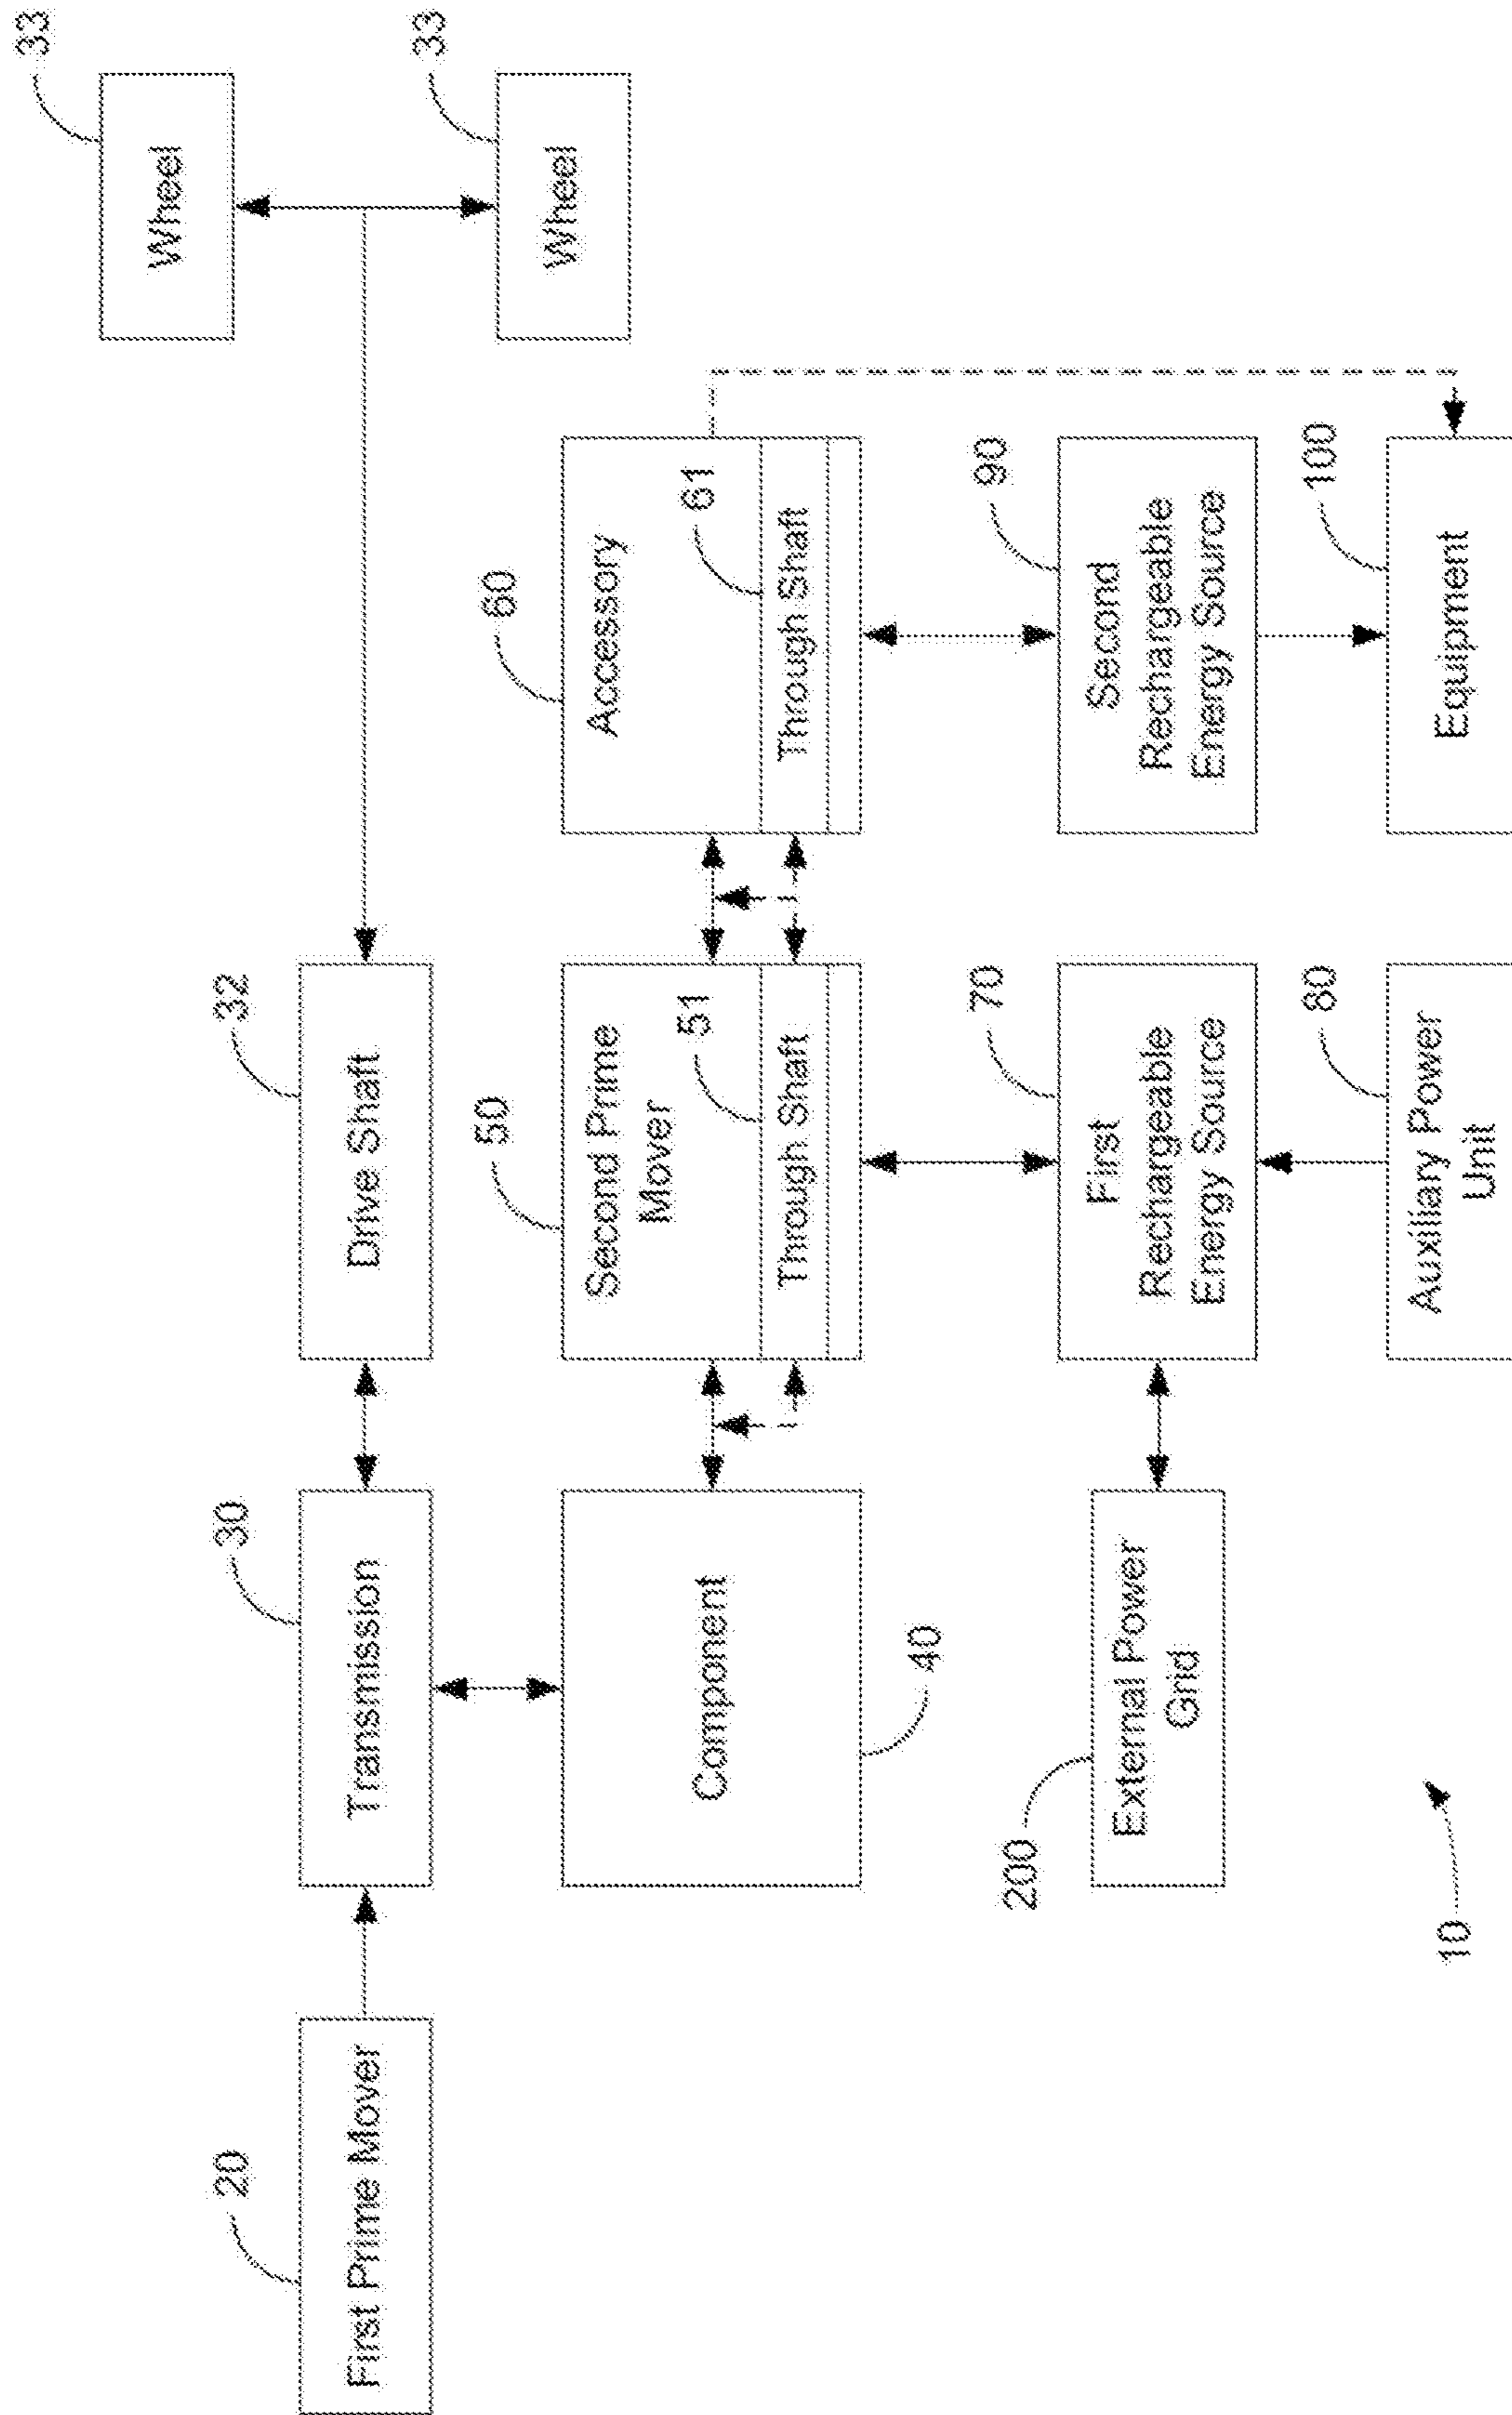 20
First Prime Mover
30
Transmission
32
Drive Shaft
33
Wheel
33
Wheel
Component
40
50
Second Prime
Mover
51
Through Shaft
60
Accessory
61
Through Shaft
200
External Power
Grid
70
First
Rechargeable
Energy Source
90
Second
Rechargeable
Energy Source
80
Auxiliary Power
Unit
100
Equipment
10